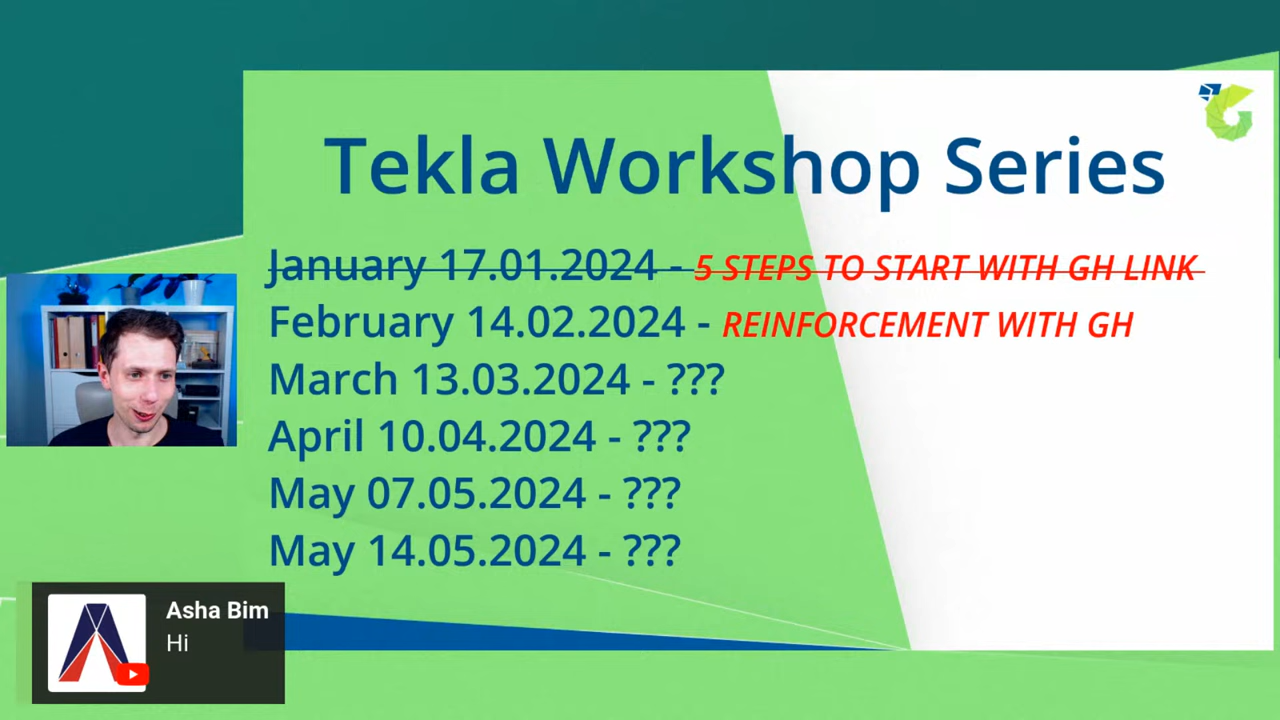 Tekla Workshop Series
January 17.01.2024 - 5 STEPS TO START WITH GH LINK
February 14.02.2024 - REINFORCEMENT WITH GH
March 13.03.2024 - ???
April 10.04.2024 - ???
May 07.05.2024 - ???
May 14.05.2024 - ???
Asha Bim
Hi